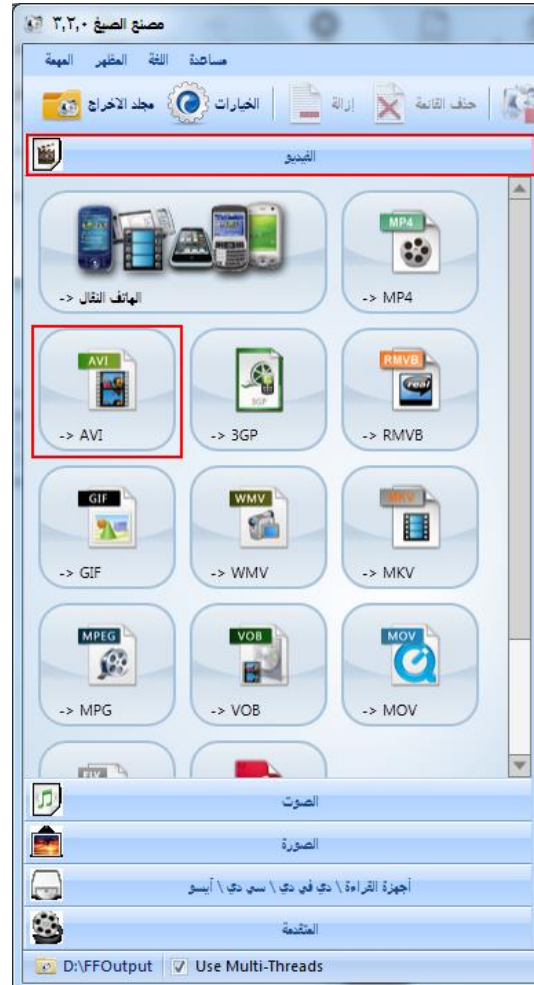 مصنع الصيغ ٣,٢,٠
المهمة المظهر اللغة مساعدة
مجلد الاخراج الخيارات إزالة حذف القائمة
الفيديو
MP4
الهاتف النقال <-
-> MP4
AVI 3GP RMVB
real
-> AVI -> 3GP -> RMVB
GIF WMV MKV
-> GIF -> WMV -> MKV
MPEG VOB MOV
-> MPG -> VOB -> MOV
الصوت
الصورة
أجهزة القراءة \ دي في دي \ سي دي \ آيسو
المتقدمة
D:\FFOutput Use Multi-Threads